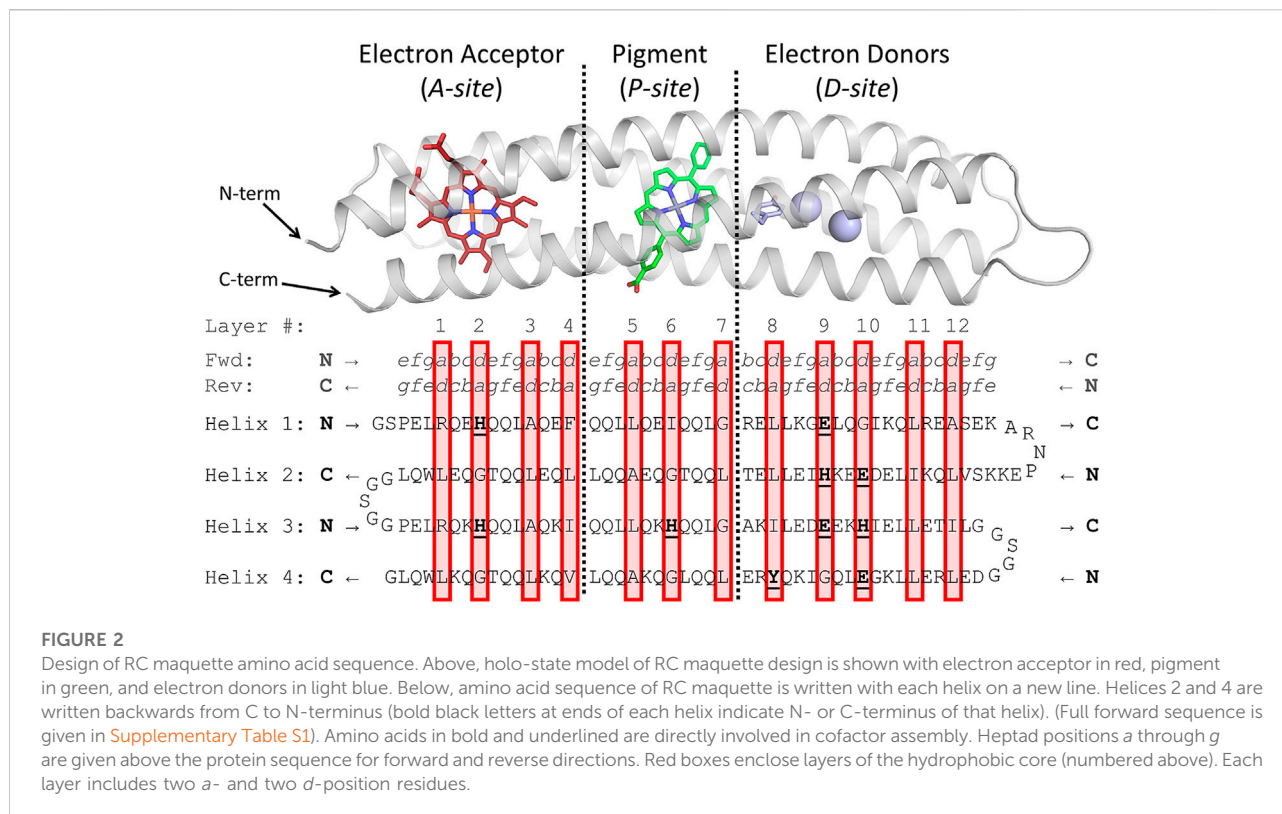 Electron Acceptor
(A-site)
Pigment
(P-site)
Electron Donors
(D-site)
N-term
C-term
Layer #: 1 2 3 4 5 6 7 8 9 10 11 12
Fwd: N → efgabcdefgabcd efgabcdefga bcdefgabcdefgabcdefg → C
Rev: C ← gfedcbagfedcba gfedcbagfed cbagfedcbagfedcbagfe ← N
Helix 1: N → GSPELRQEHQQLAQEF QQLLQEIQQLG RELLKGELQGIKQLREASEK A R N P → C
Helix 2: C ← G G LQWLEQGTQQLEQL LQQAEQGTQQL TELLEIHKEEDELIKQLVSKKE ← N
S
Helix 3: N → G G PELRQKHQQLAQKI QQLLQKHQQLG AKILEDEEKHIELLETILG G S G → C
Helix 4: C ← GLQWLKQGTQQLKQV LQQAKQGLQQL ERYQKIGQLEGKLLERLED G ← N
FIGURE 2
Design of RC maquette amino acid sequence. Above, holo-state model of RC maquette design is shown with electron acceptor in red, pigment
in green, and electron donors in light blue. Below, amino acid sequence of RC maquette is written with each helix on a new line. Helices 2 and 4 are
written backwards from C to N-terminus (bold black letters at ends of each helix indicate N- or C-terminus of that helix). (Full forward sequence is
given in Supplementary Table S1). Amino acids in bold and underlined are directly involved in cofactor assembly. Heptad positions a through g
are given above the protein sequence for forward and reverse directions. Red boxes enclose layers of the hydrophobic core (numbered above). Each
layer includes two a- and two d-position residues.